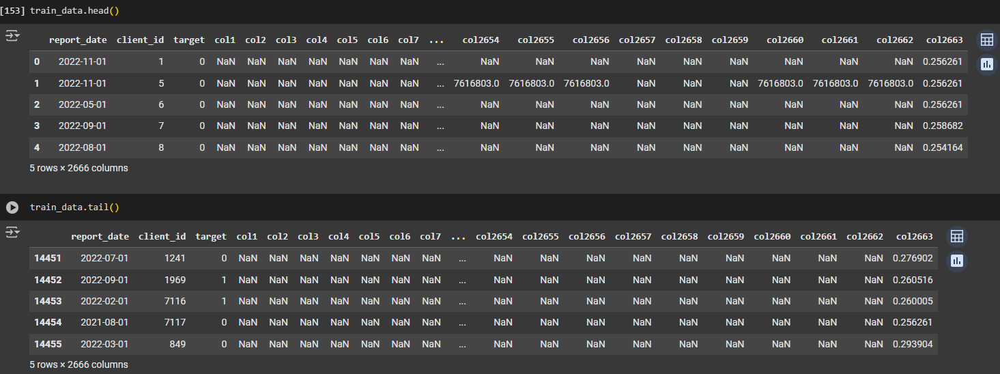 [153] train_data.head()
report_date client_id target col1 col2 col3 col4 col5 col6 col7 ... col2654 col2655 col2656 col2657 col2658 col2659 col2660 col2661 col2662 col2663
0 2022-11-01 1 0 NaN NaN NaN NaN NaN NaN NaN ... NaN NaN NaN NaN NaN NaN NaN NaN NaN 0.256261
1 2022-11-01 5 0 NaN NaN NaN NaN NaN NaN NaN ... 7616803.0 7616803.0 7616803.0 NaN NaN NaN 7616803.0 7616803.0 7616803.0 0.256261
2 2022-05-01 6 0 NaN NaN NaN NaN NaN NaN NaN ... NaN NaN NaN NaN NaN NaN NaN NaN NaN 0.256261
3 2022-09-01 7 0 NaN NaN NaN NaN NaN NaN NaN ... NaN NaN NaN NaN NaN NaN NaN NaN NaN 0.258682
4 2022-08-01 8 0 NaN NaN NaN NaN NaN NaN NaN ... NaN NaN NaN NaN NaN NaN NaN NaN NaN 0.254164
5 rows × 2666 columns
train_data.tail()
report_date client_id target col1 col2 col3 col4 col5 col6 col7 ... col2654 col2655 col2656 col2657 col2658 col2659 col2660 col2661 col2662 col2663
14451 2022-07-01 1241 0 NaN NaN NaN NaN NaN NaN NaN ... NaN NaN NaN NaN NaN NaN NaN NaN NaN 0.276902
14452 2022-09-01 1969 1 NaN NaN NaN NaN NaN NaN NaN ... NaN NaN NaN NaN NaN NaN NaN NaN NaN 0.260516
14453 2022-02-01 7116 1 NaN NaN NaN NaN NaN NaN NaN ... NaN NaN NaN NaN NaN NaN NaN NaN NaN 0.260005
14454 2021-08-01 7117 0 NaN NaN NaN NaN NaN NaN NaN ... NaN NaN NaN NaN NaN NaN NaN NaN NaN 0.256261
14455 2022-03-01 849 0 NaN NaN NaN NaN NaN NaN NaN ... NaN NaN NaN NaN NaN NaN NaN NaN NaN 0.293904
5 rows × 2666 columns